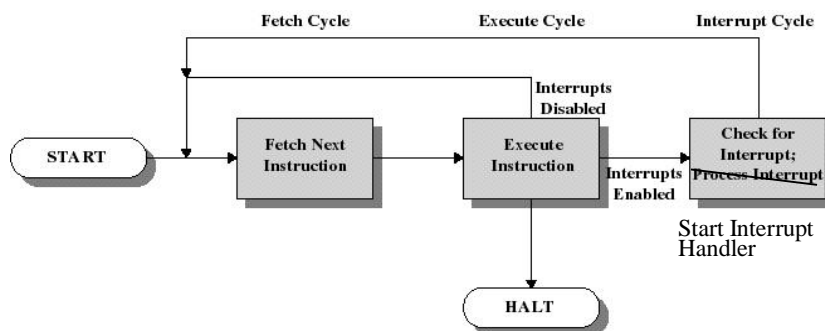 Fetch Cycle
Execute Cycle
Interrupt Cycle
Interrupts
Disabled
START
Fetch Next
Instruction
Execute
Instruction
Interrupts
Enabled
Check for
Interrupt;
Process Interrupt
Start Interrupt
Handler
HALT